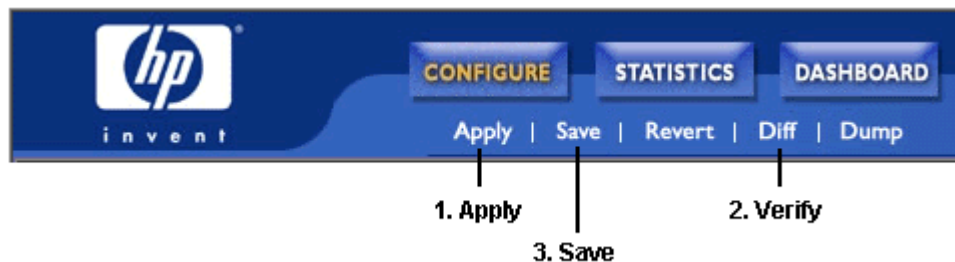 hp
invent
CONFIGURE STATISTICS DASHBOARD
Apply | Save | Revert | Diff | Dump
1. Apply 2. Verify
3. Save